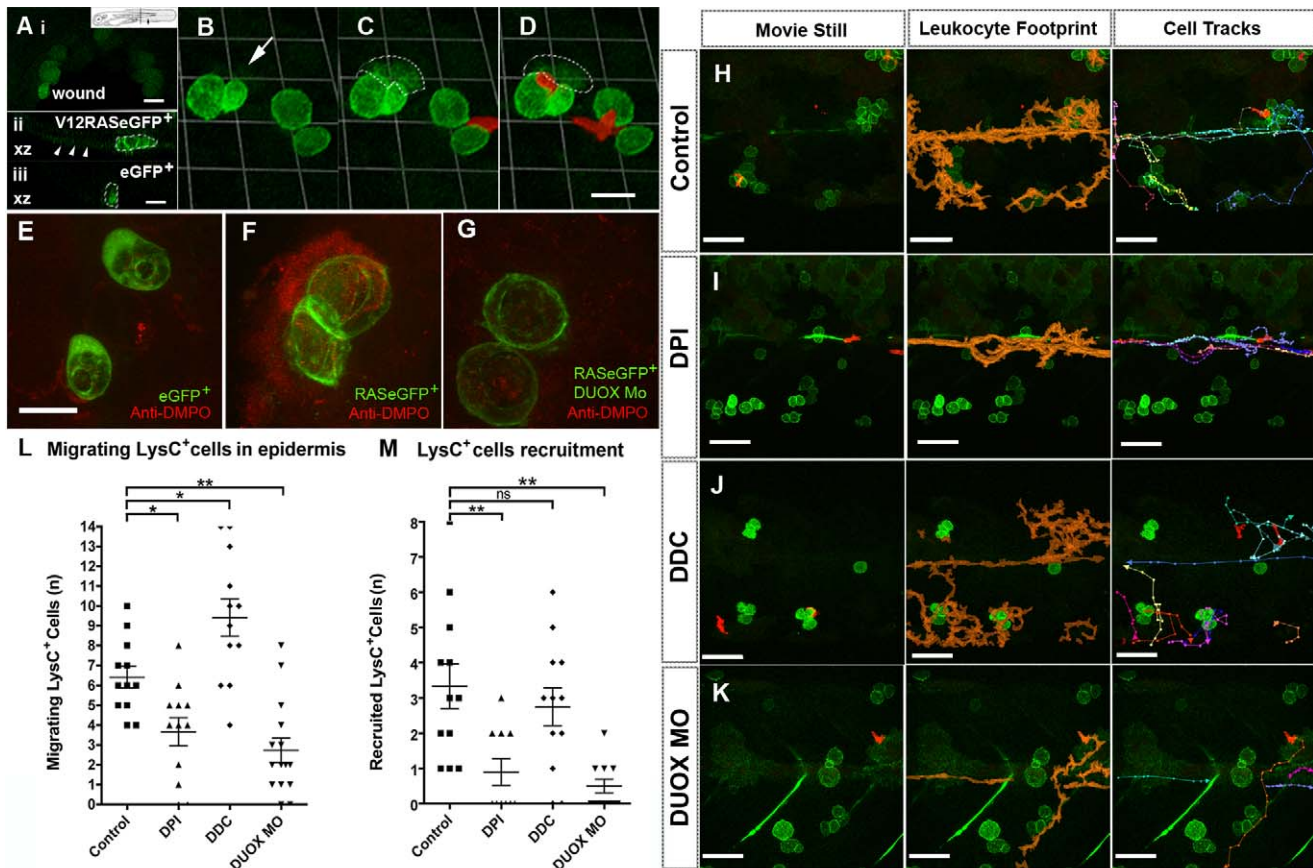 A i
wound
ii
V12RASeGFP+
xz
iii
eGFP+
xz
B
C
D
E
eGFP+
Anti-DMPO
F
RASeGFP+
Anti-DMPO
G
RASeGFP+
DUOX Mo
Anti-DMPO
L Migrating LysC+cells in epidermis
**
*
*
Migrating LysC+Cells (n)
14
13
12
11
10
9
8
7
6
5
4
3
2
1
0
Control
DPI
DDC
DUOX MO
M LysC+cells recruitment
**
ns
**
Recruited LysC+Cells (n)
8
7
6
5
4
3
2
1
0
Control
DPI
DDC
DUOX MO
Movie Still
Leukocyte Footprint
Cell Tracks
Control
H
DPI
I
DDC
J
DUOX MO
K